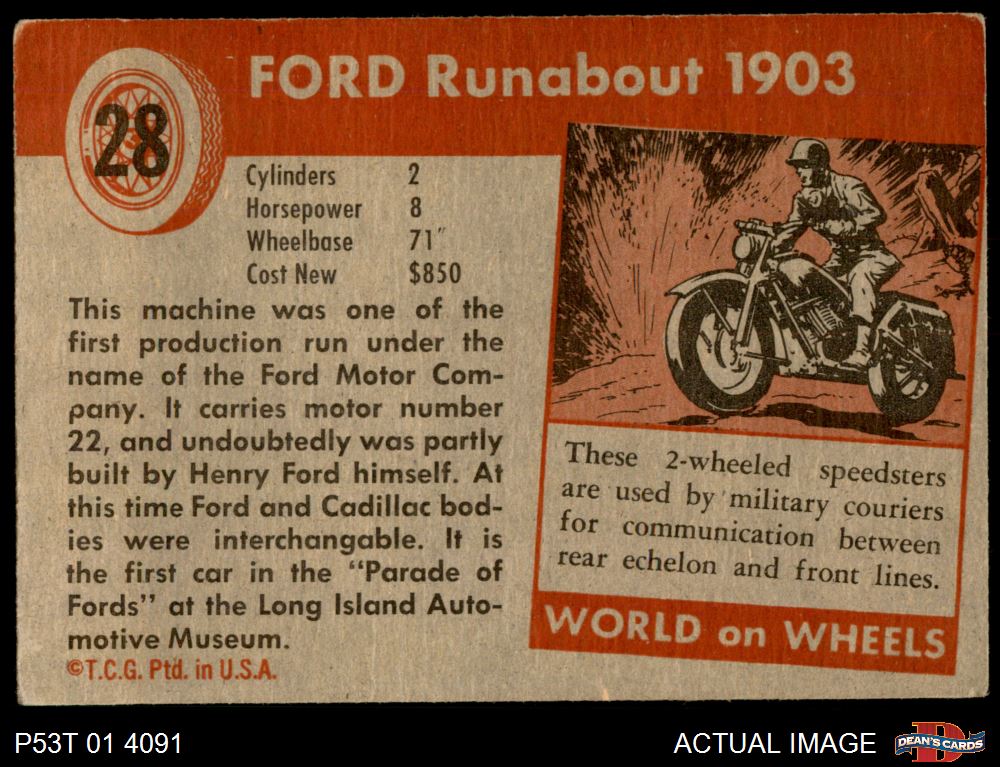 28
FORD Runabout 1903
Cylinders 2
Horsepower 8
Wheelbase 71"
Cost New $850
This machine was one of the
first production run under the
name of the Ford Motor Com-
pany. It carries motor number
22, and undoubtedly was partly
built by Henry Ford himself. At
this time Ford and Cadillac bod-
ies were interchangable. It is
the first car in the "Parade of
Fords" at the Long Island Auto-
motive Museum.
©T.C.G. Ptd. in U.S.A.
These 2-wheeled speedsters
are used by military couriers
for communication between
rear echelon and front lines.
WORLD on WHEELS
P53T 01 4091
ACTUAL IMAGE
D
DEAN'S CARDS